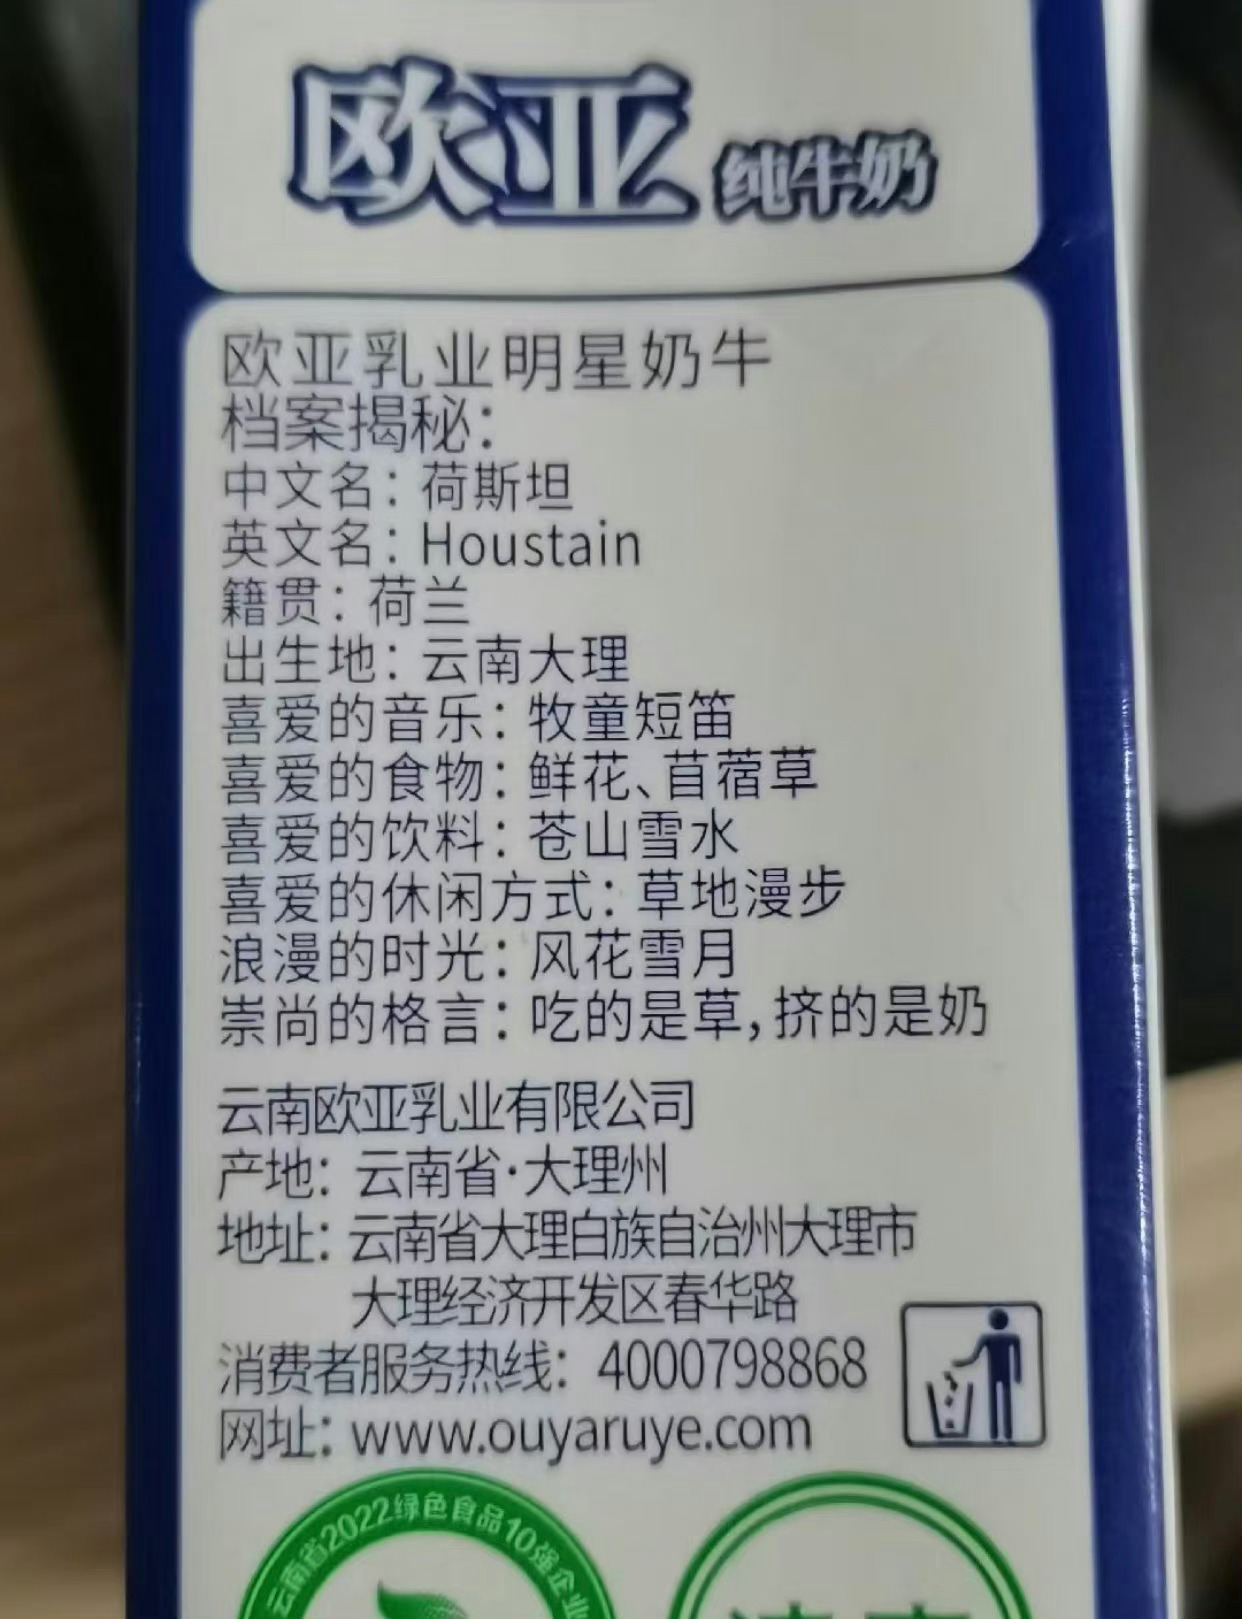 欧亚 纯牛奶
欧亚乳业明星奶牛
档案揭秘：
中文名：荷斯坦
英文名：Houstain
籍贯：荷兰
出生地：云南大理
喜爱的音乐：牧童短笛
喜爱的食物：鲜花、苜蓿草
喜爱的饮料：苍山雪水
喜爱的休闲方式：草地漫步
浪漫的时光：风花雪月
崇尚的格言：吃的是草，挤的是奶
云南欧亚乳业有限公司
产地：云南省·大理州
地址：云南省大理白族自治州大理市
大理经济开发区春华路
消费者服务热线：4000798868
网址：www.ouyaruye.com
云南省2022绿色食品10强企业